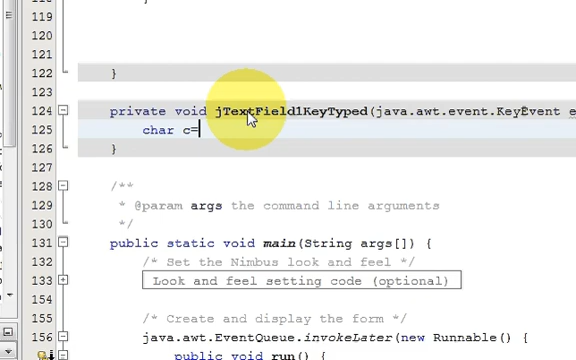 118 }
119
120
121
122 }
123
124 private void jTextField1KeyTyped(java.awt.event.KeyEvent e
125 char c=
126 }
127
128 /**
129 * @param args the command line arguments
130 */
131 public static void main(String args[]) {
132 /* Set the Nimbus look and feel */
133 Look and feel setting code (optional)
154
155 /* Create and display the form */
156 java.awt.EventQueue.invokeLater(new Runnable() {
public void run() {